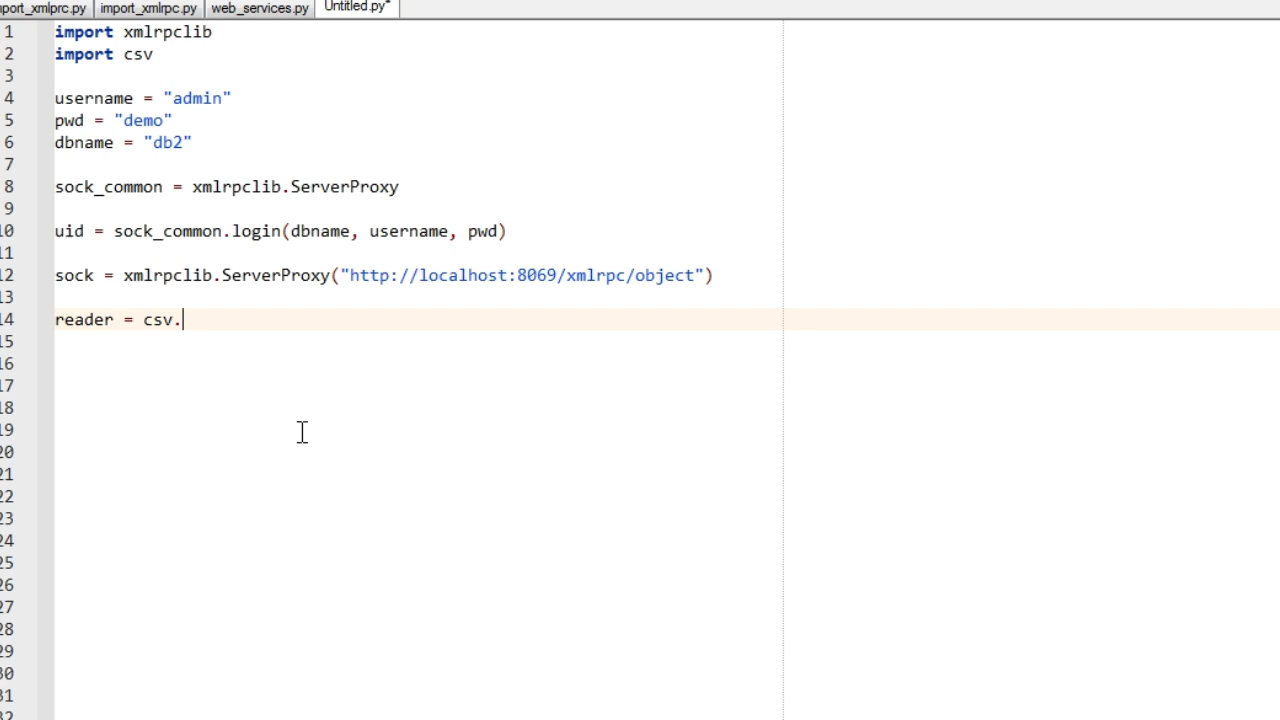 port_xmlprc.py import_xmlrpc.py web_services.py Untitled.py*
1 import xmlrpclib
2 import csv
3
4 username = "admin"
5 pwd = "demo"
6 dbname = "db2"
7
8 sock_common = xmlrpclib.ServerProxy
9
10 uid = sock_common.login(dbname, username, pwd)
11
12 sock = xmlrpclib.ServerProxy("http://localhost:8069/xmlrpc/object")
13
14 reader = csv.
15
16
17
18
19
20
21
22
23
24
25
26
27
28
29
30
31
32